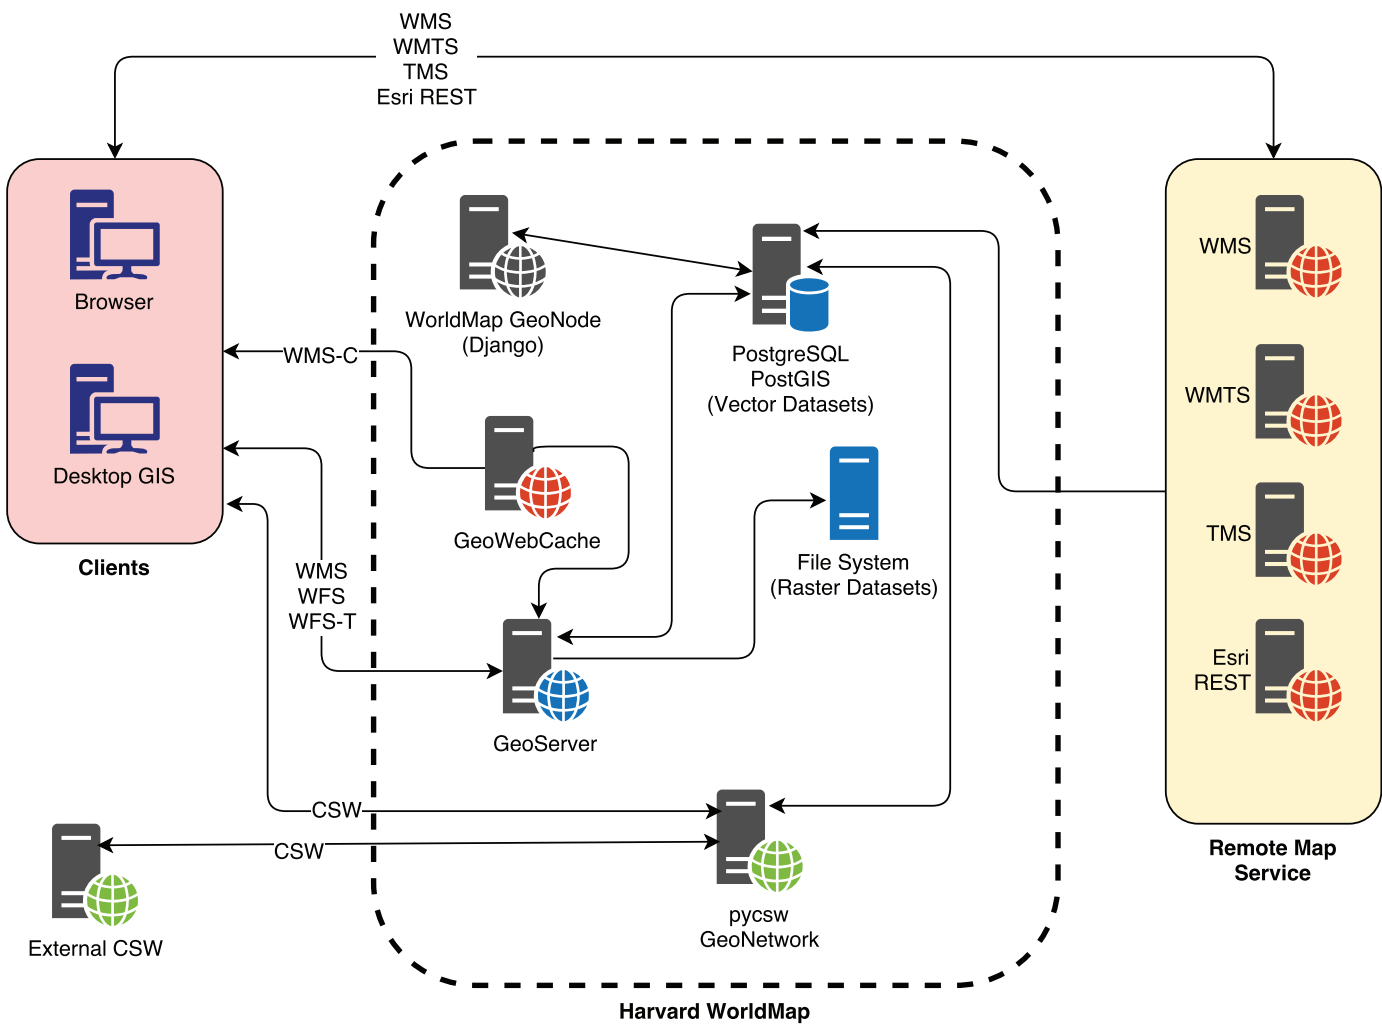 WMS
WMTS
TMS
Esri REST
Browser
Desktop GIS
Clients
WMS-C
WMS
WFS
WFS-T
CSW
CSW
External CSW
WorldMap GeoNode
(Django)
GeoWebCache
GeoServer
PostgreSQL
PostGIS
(Vector Datasets)
File System
(Raster Datasets)
pycsw
GeoNetwork
Harvard WorldMap
WMS
WMTS
TMS
Esri
REST
Remote Map
Service